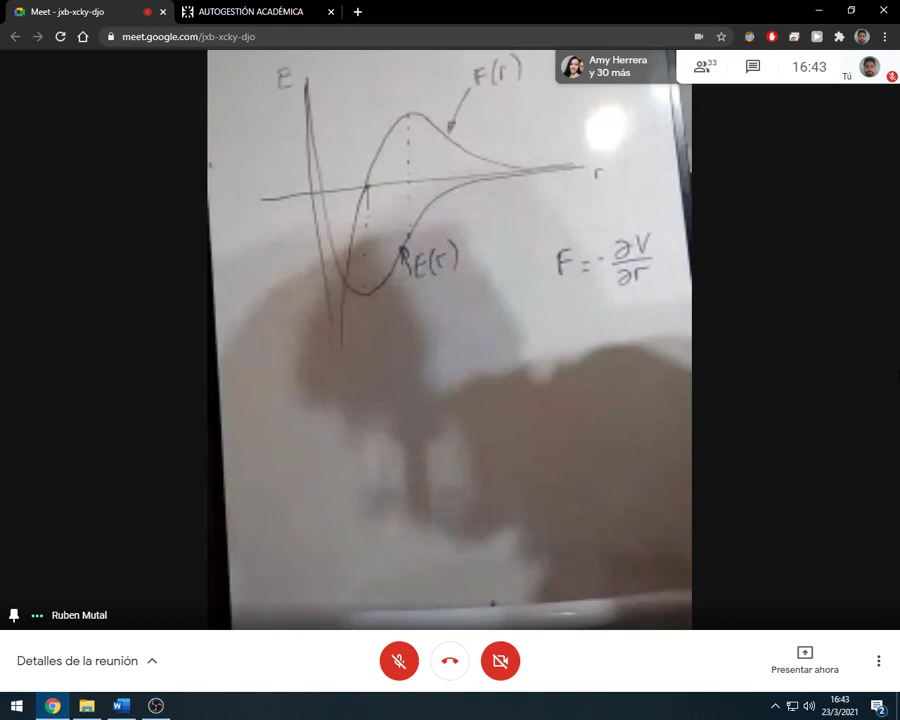 Meet - jxb-xcky-djo
AUTOGESTIÓN ACADÉMICA
meet.google.com/jxb-xcky-djo
Amy Herrera
y 30 más
33
16:43
Tú
E
F(r)
r
E(r)
F = - ∂V/∂r
Ruben Mutal
Detalles de la reunión
Presentar ahora
16:43
23/3/2021
2